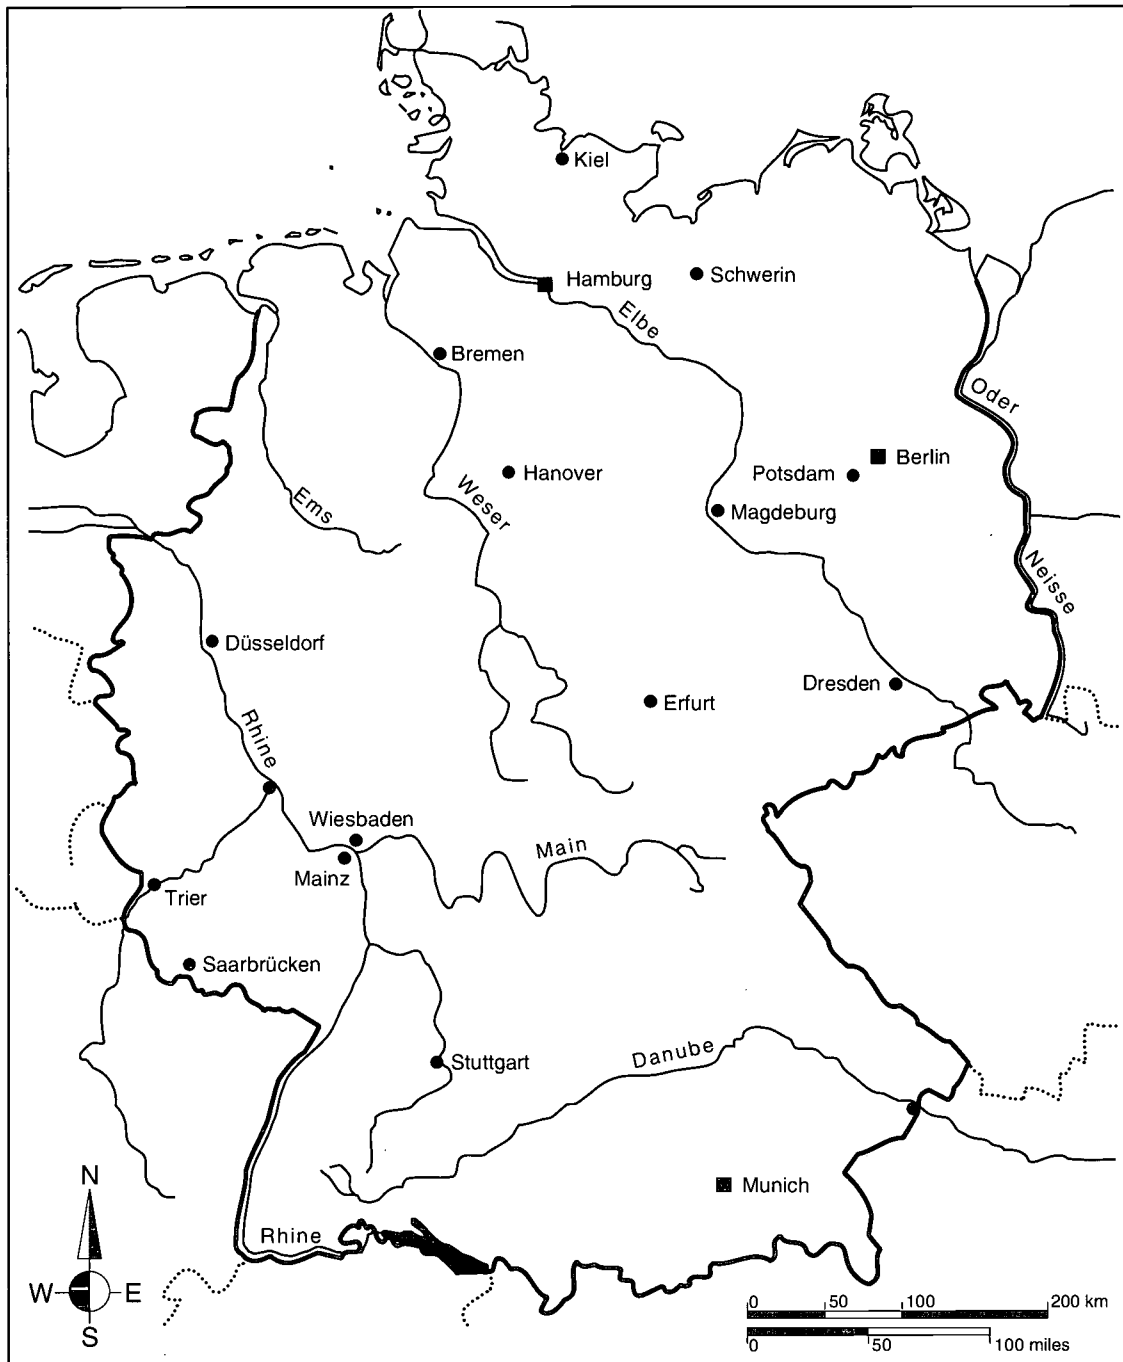 Kiel
Hamburg
Schwerin
Elbe
Bremen
Oder
Hanover
Potsdam
Berlin
Ems
Weser
Magdeburg
Neisse
Düsseldorf
Dresden
Erfurt
Rhine
Wiesbaden
Main
Mainz
Trier
Saarbrücken
Danube
Stuttgart
N
Munich
Rhine
W
E
S
0 50 100 200 km
0 50 100 miles